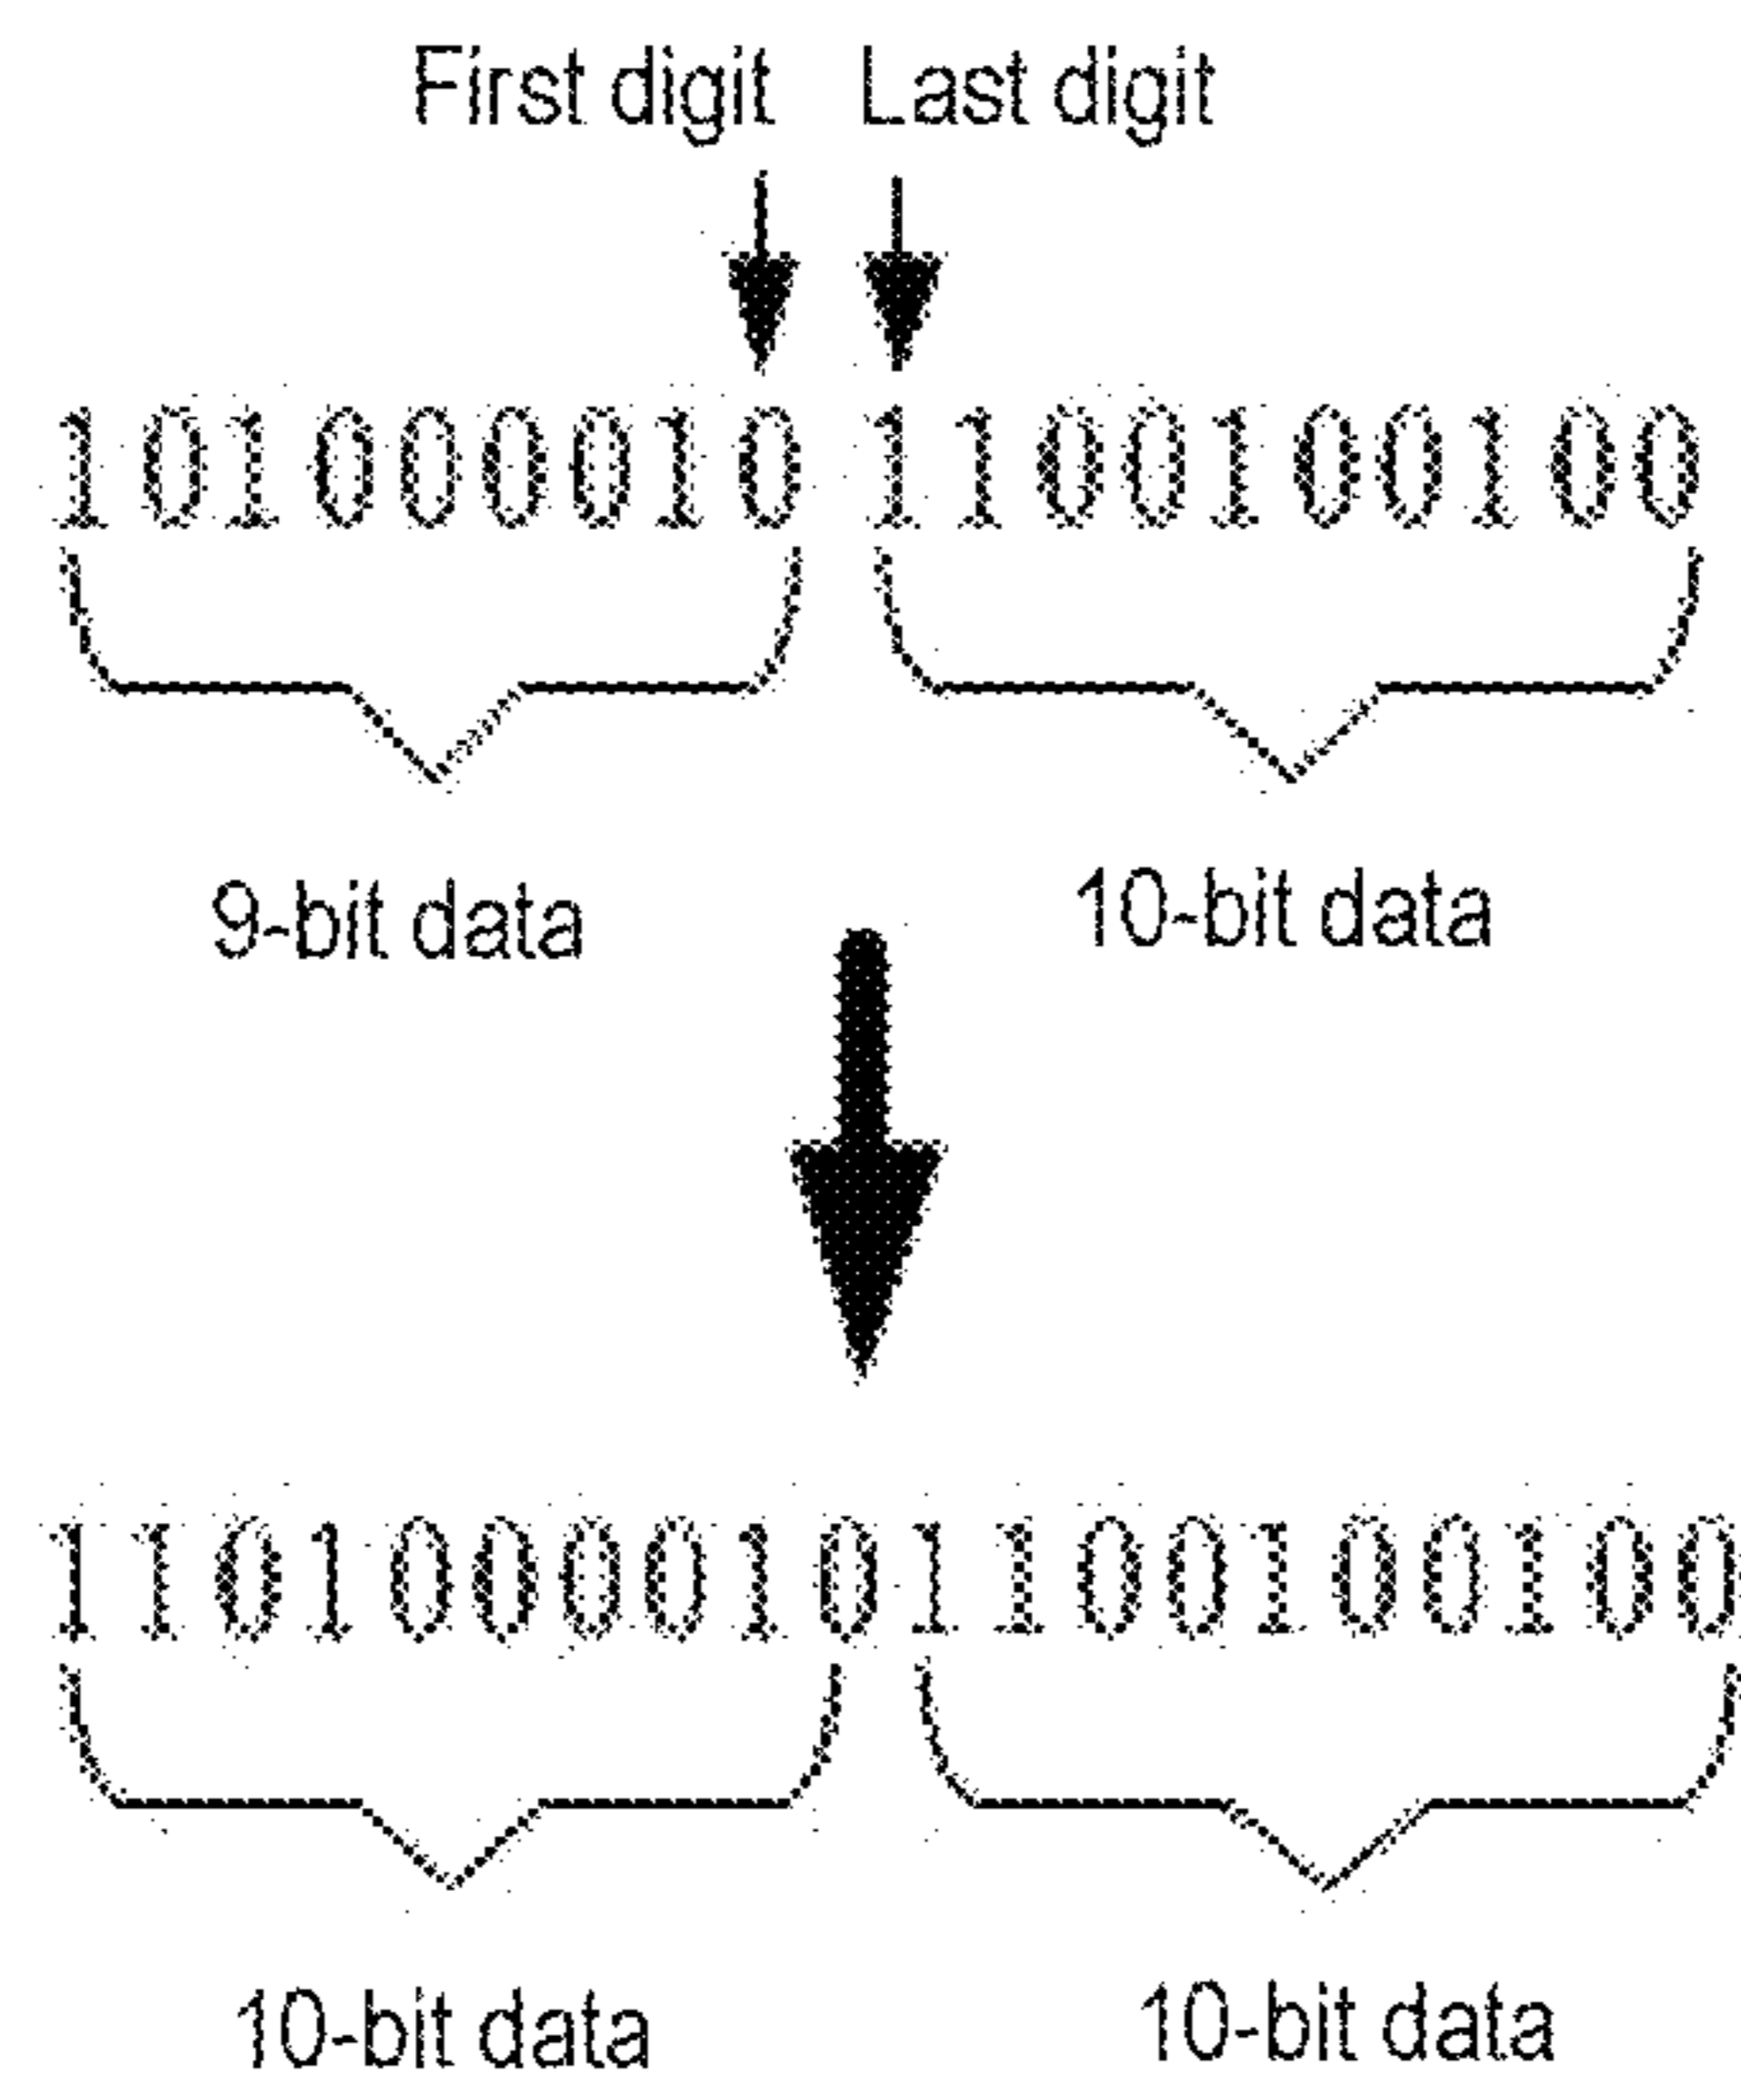 First digit Last digit
101000010 1100100100
9-bit data 10-bit data
11010000101100100100
10-bit data 10-bit data